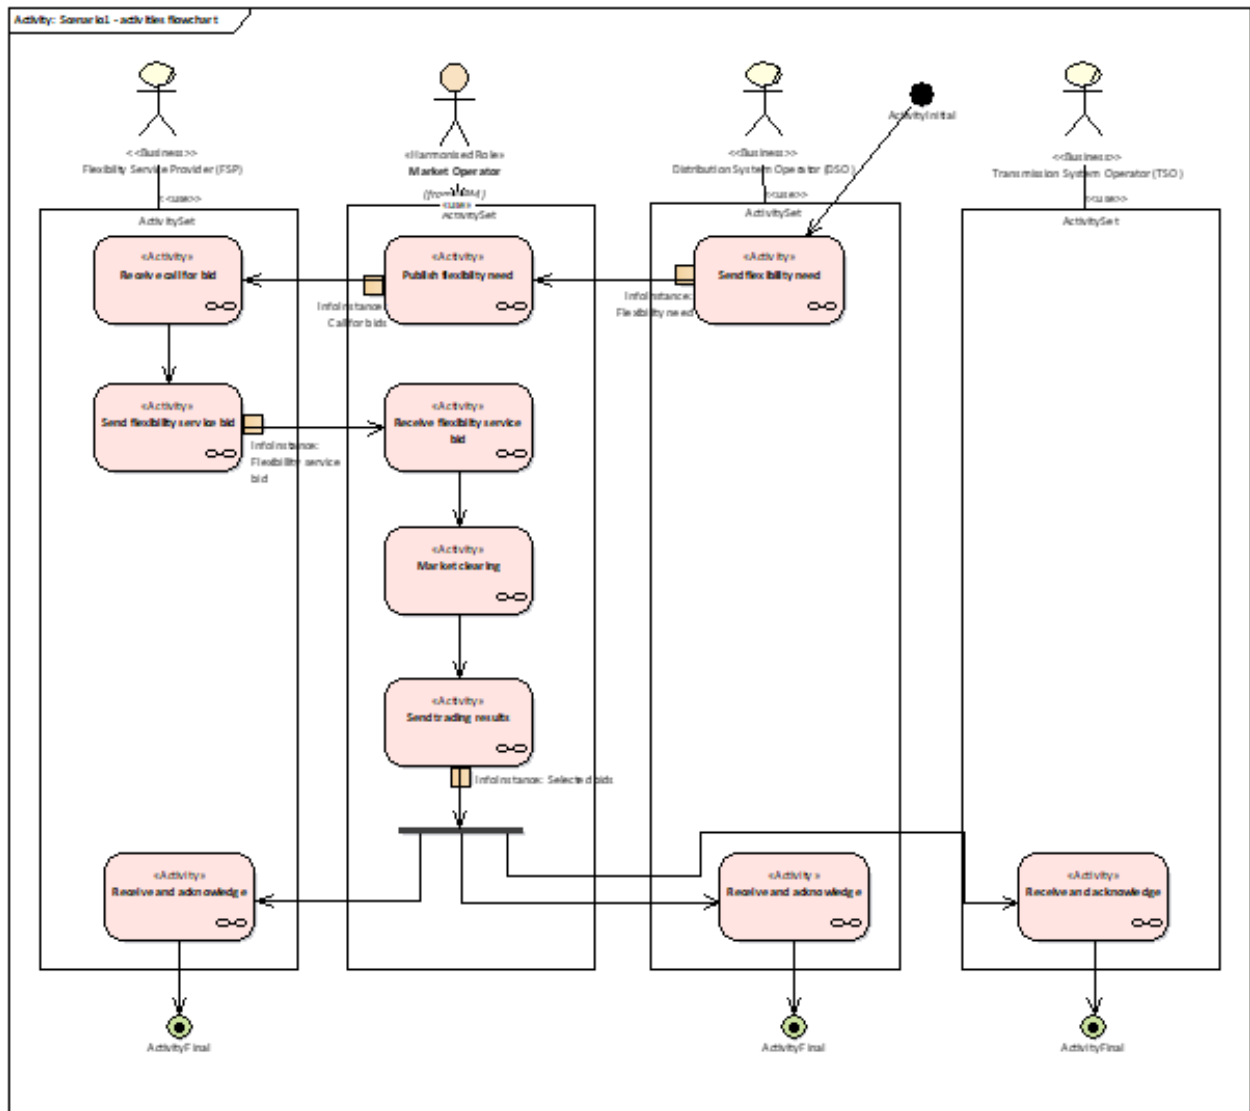 Activity: Scenario1 - activities flowchart
<<Business>>
Flexibility Service Provider (FSP)
<<use>>
ActivitySet
«Harmonised Role»
Market Operator
«use»
ActivitySet
<<Business>>
Distribution System Operator (DSO)
<<use>>
ActivitySet
ActivityInitial
<<Business>>
Transmission System Operator (TSO)
<<use>>
ActivitySet
«Activity»
Receive call for bid
«Activity»
Publish flexibility need
InfoInstance:
Call for bids
«Activity»
Send flexibility need
InfoInstance:
Flexibility need
«Activity»
Send flexibility service bid
InfoInstance:
Flexibility service
bid
«Activity»
Receive flexibility service
bid
«Activity»
Market clearing
«Activity»
Send trading results
InfoInstance: Selected bids
«Activity»
Receive and acknowledge
«Activity»
Receive and acknowledge
«Activity»
Receive and acknowledge
ActivityFinal
ActivityFinal
ActivityFinal